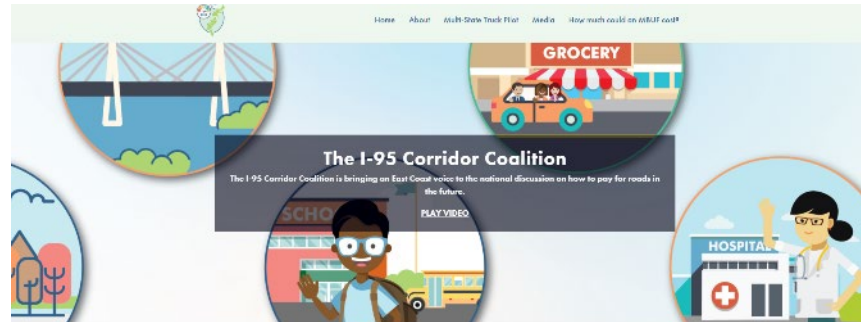 Home About Multi-State Truck Pilot Media How much could an MBUF cost?
GROCERY
The I-95 Corridor Coalition
The I-95 Corridor Coalition is bringing an East Coast voice to the national discussion on how to pay for roads in
the future.
PLAY VIDEO
SCHO
HOSPITAL